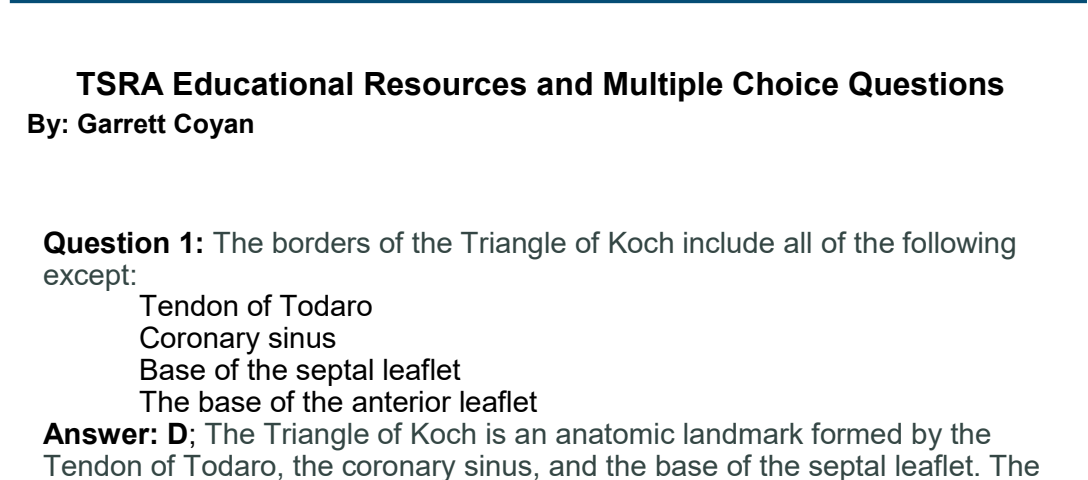 TSRA Educational Resources and Multiple Choice Questions
By: Garrett Coyan
Question 1: The borders of the Triangle of Koch include all of the following
except:
Tendon of Todaro
Coronary sinus
Base of the septal leaflet
The base of the anterior leaflet
Answer: D; The Triangle of Koch is an anatomic landmark formed by the
Tendon of Todaro, the coronary sinus, and the base of the septal leaflet. The